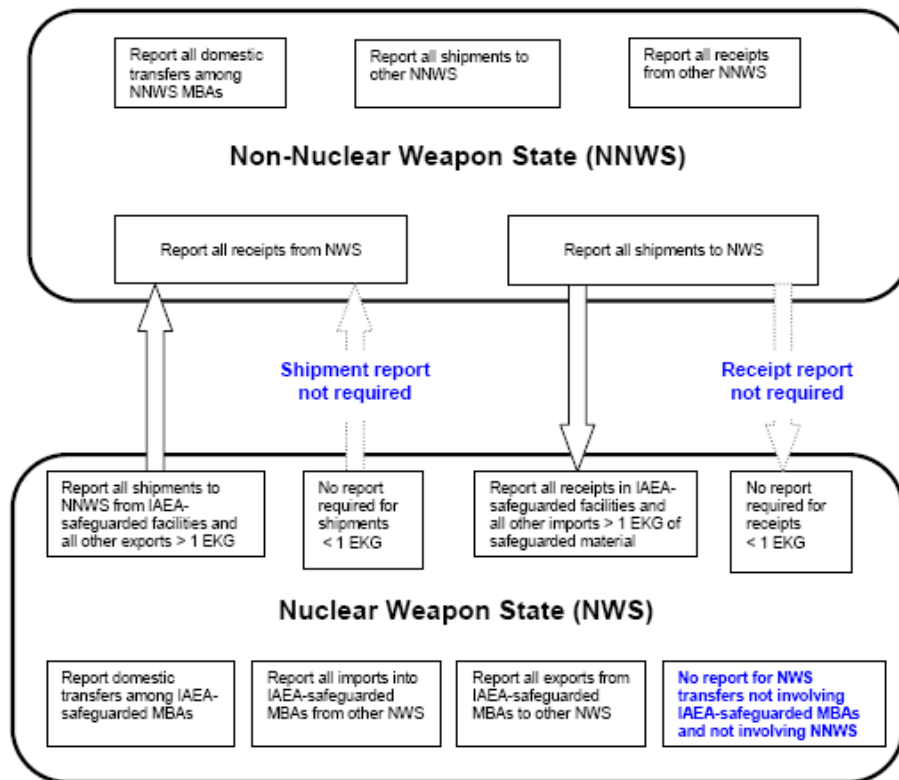 Report all domestic
transfers among
NNWS MBAs
Report all shipments to
other NNWS
Report all receipts
from other NNWS
Non-Nuclear Weapon State (NNWS)
Report all receipts from NWS
Report all shipments to NWS
Shipment report
not required
Receipt report
not required
Report all shipments to
NNWS from IAEA-
safeguarded facilities and
all other exports > 1 EKG
No report
required for
shipments
< 1 EKG
Report all receipts in IAEA-
safeguarded facilities and
all other imports > 1 EKG of
safeguarded material
No report
required for
receipts
< 1 EKG
Nuclear Weapon State (NWS)
Report domestic
transfers among IAEA-
safeguarded MBAs
Report all imports into
IAEA-safeguarded
MBAs from other NWS
Report all exports from
IAEA-safeguarded
MBAs to other NWS
No report for NWS
transfers not involving
IAEA-safeguarded MBAs
and not involving NNWS